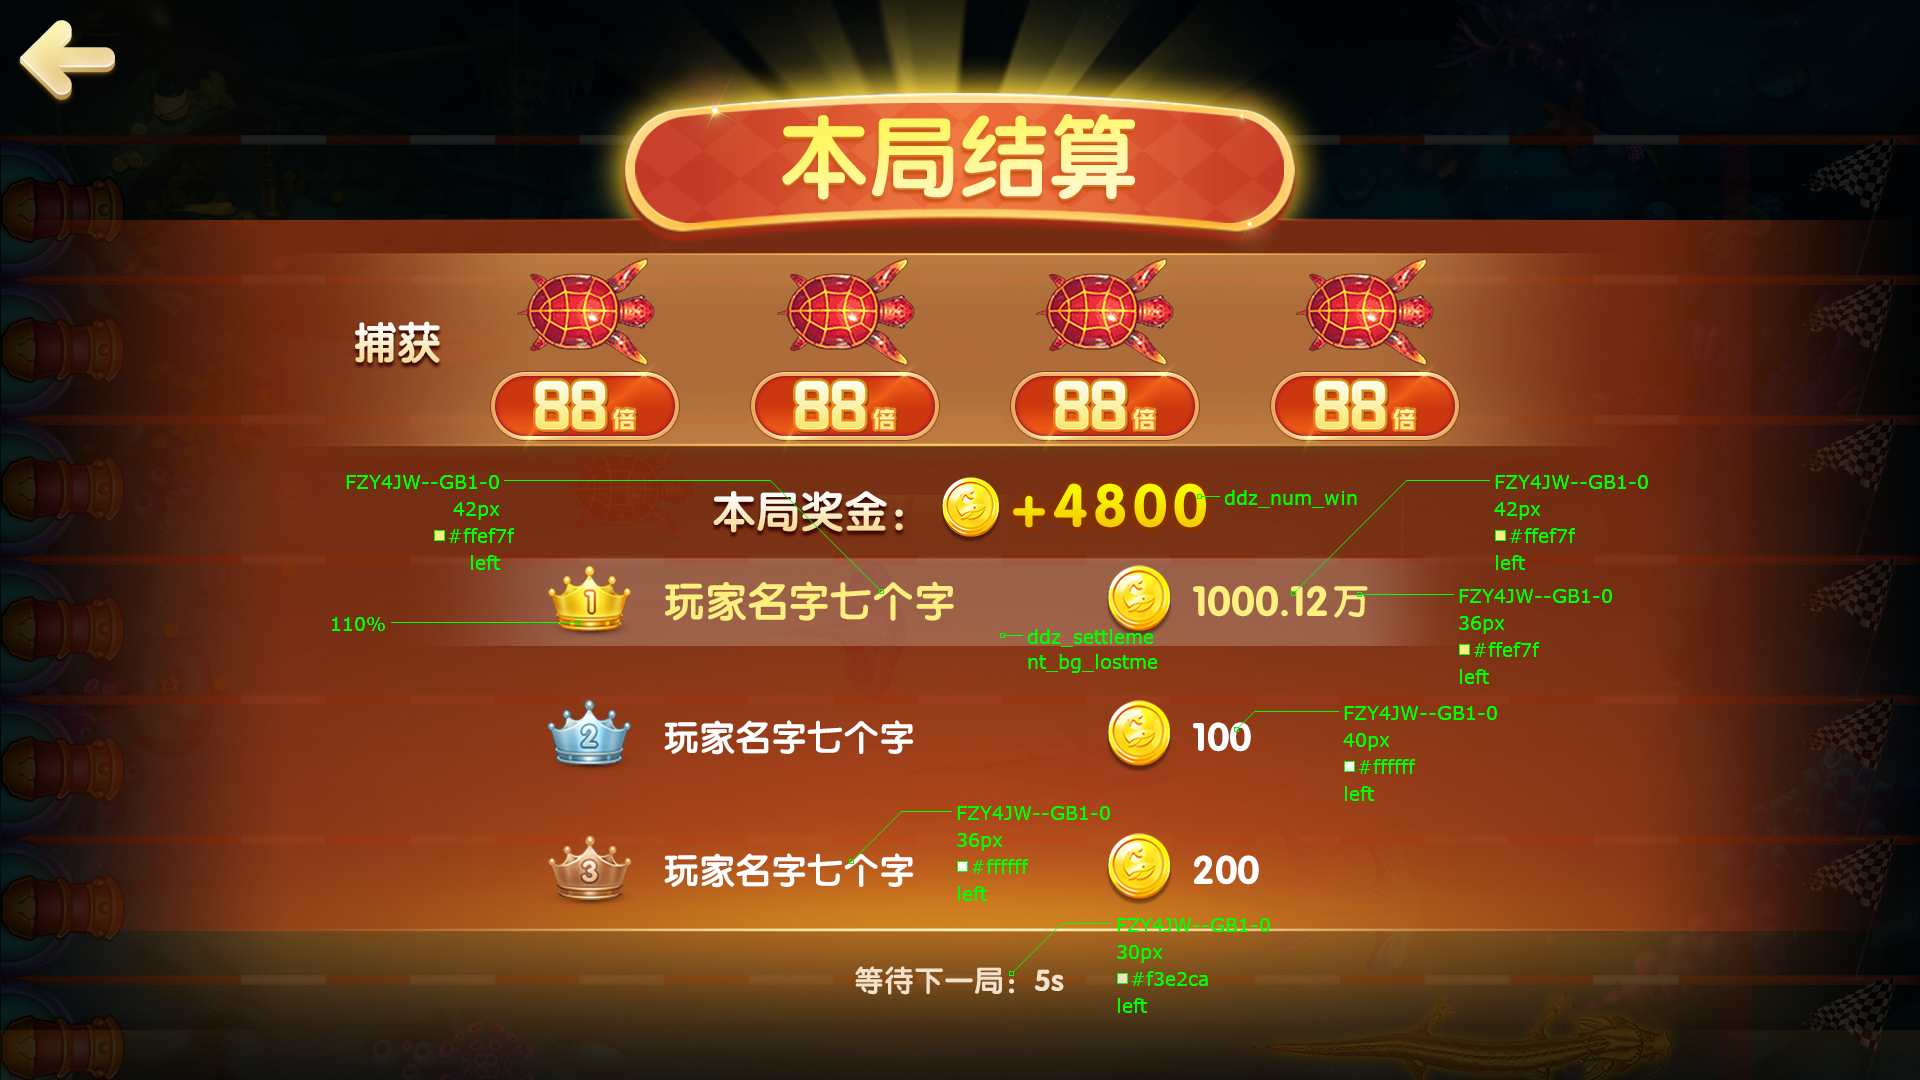 本局结算
捕获
88倍
88倍
88倍
88倍
FZY4JW--GB1-0
42px
#ffef7f
left
本局奖金：
+4800
ddz_num_win
FZY4JW--GB1-0
42px
#ffef7f
left
1
玩家名字七个字
1000.12万
110%
ddz_settleme
nt_bg_lostme
FZY4JW--GB1-0
36px
#ffef7f
left
2
玩家名字七个字
100
FZY4JW--GB1-0
40px
#ffffff
left
3
玩家名字七个字
FZY4JW--GB1-0
36px
#ffffff
left
200
等待下一局：5s
FZY4JW--GB1-0
30px
#f3e2ca
left